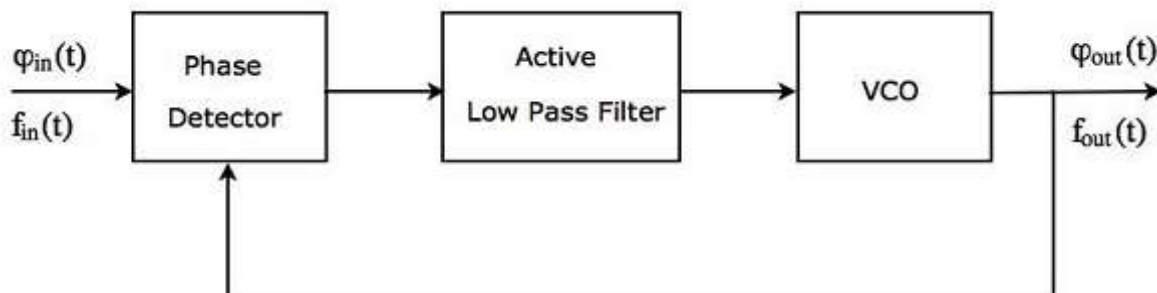 φin(t)
fin(t)
Phase
Detector
Active
Low Pass Filter
VCO
φout(t)
fout(t)